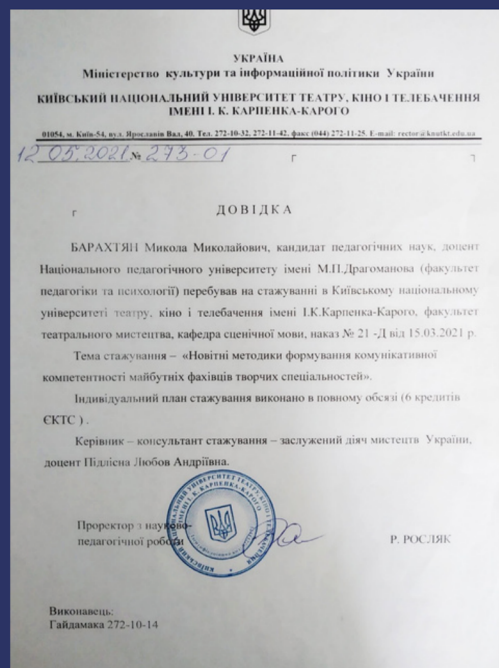 УКРАЇНА
Міністерство культури та інформаційної політики України
КИЇВСЬКИЙ НАЦІОНАЛЬНИЙ УНІВЕРСИТЕТ ТЕАТРУ, КІНО І ТЕЛЕБАЧЕННЯ
ІМЕНІ І. К. КАРПЕНКА-КАРОГО
01054, м. Київ-54, вул. Ярославів Вал, 40. Тел. 272-10-32, 272-11-42, факс (044) 272-11-25. E-mail: rector@knutkt.edu.ua
12.05.2021 № 273-01
ДОВІДКА
БАРАХТЯН Микола Миколайович, кандидат педагогічних наук, доцент
Національного педагогічного університету імені М.П.Драгоманова (факультет
педагогіки та психології) перебував на стажуванні в Київському національному
університеті театру, кіно і телебачення імені І.К.Карпенка-Карого, факультет
театрального мистецтва, кафедра сценічної мови, наказ № 21 -Д від 15.03.2021 р.
Тема стажування – «Новітні методики формування комунікативної
компетентності майбутніх фахівців творчих спеціальностей».
Індивідуальний план стажування виконано в повному обсязі (6 кредитів
ЄКТС ) .
Керівник – консультант стажування – заслужений діяч мистецтв України,
доцент Підлісна Любов Андріївна.
Проректор з науково-
педагогічної роботи Р. РОСЛЯК
Виконавець:
Гайдамака 272-10-14